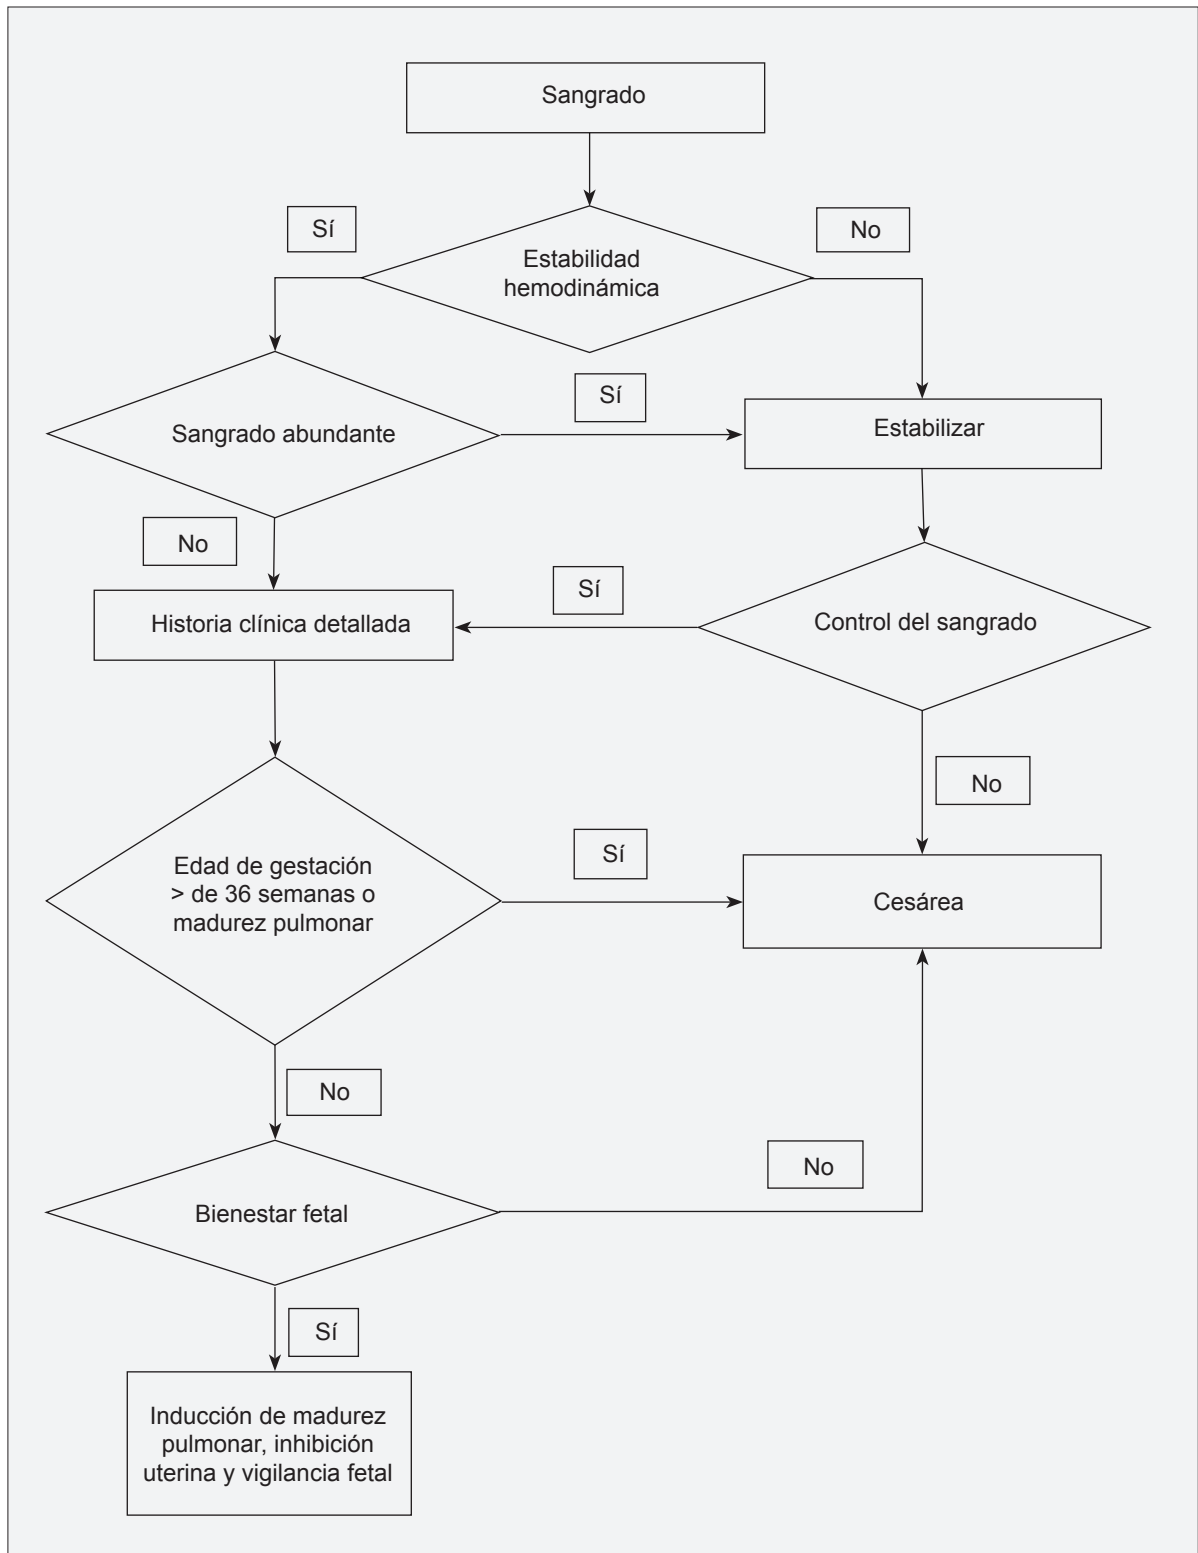 Sangrado
Sí
No
Estabilidad
hemodinámica
Sí
Sangrado abundante
Estabilizar
No
Sí
Historia clínica detallada
Control del sangrado
No
Edad de gestación
> de 36 semanas o
madurez pulmonar
Sí
Cesárea
No
No
Bienestar fetal
Sí
Inducción de madurez
pulmonar, inhibición
uterina y vigilancia fetal